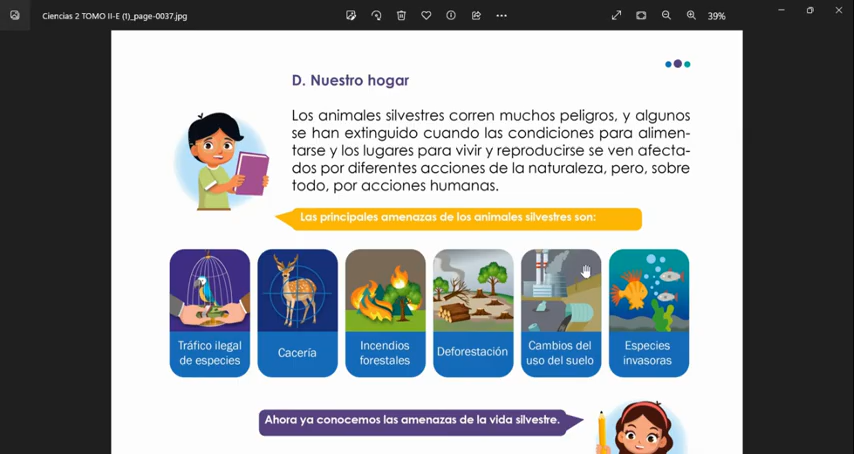 Ciencias 2 TOMO II-E (1)_page-0037.jpg
39%
D. Nuestro hogar
Los animales silvestres corren muchos peligros, y algunos
se han extinguido cuando las condiciones para alimen-
tarse y los lugares para vivir y reproducirse se ven afecta-
dos por diferentes acciones de la naturaleza, pero, sobre
todo, por acciones humanas.
Las principales amenazas de los animales silvestres son:
Tráfico ilegal
de especies
Cacería
Incendios
forestales
Deforestación
Cambios del
uso del suelo
Especies
invasoras
Ahora ya conocemos las amenazas de la vida silvestre.